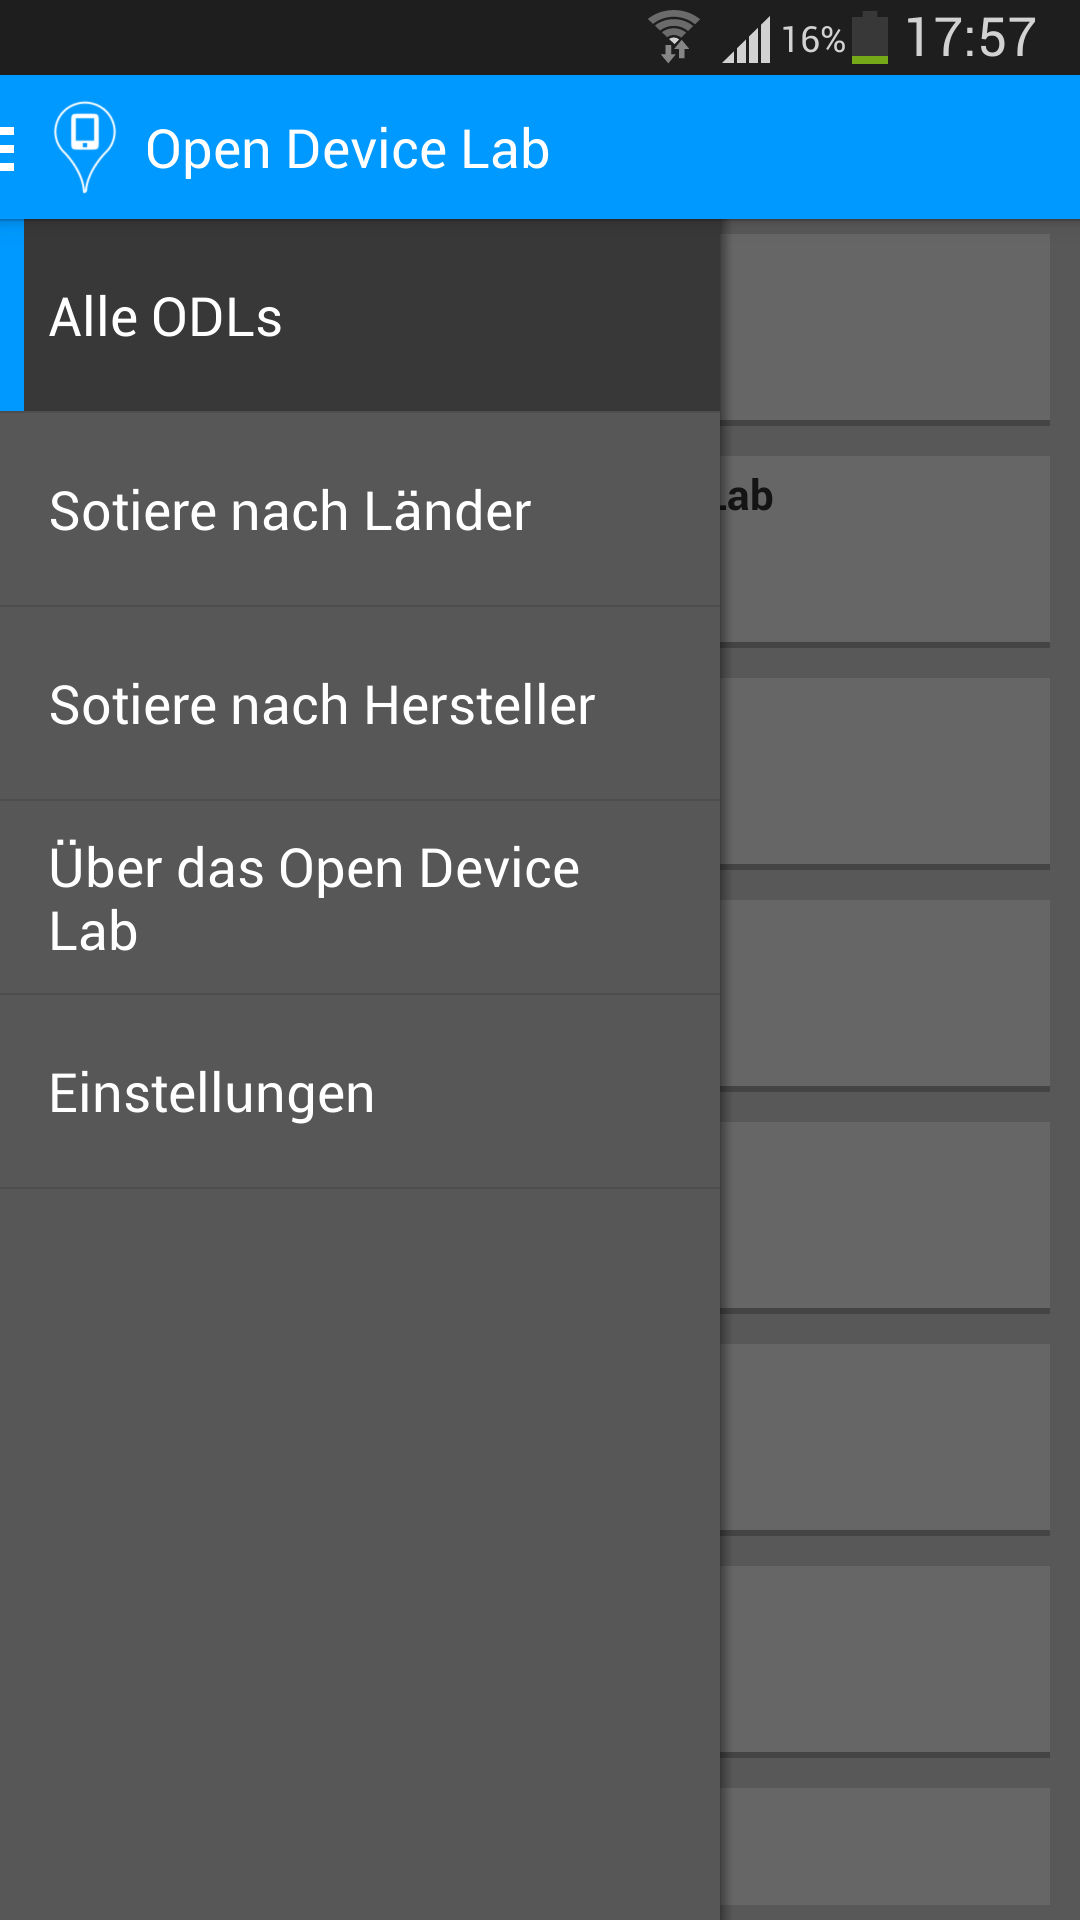 16% 17:57
Open Device Lab
Alle ODLs
Lab
Sotiere nach Länder
Sotiere nach Hersteller
Über das Open Device
Lab
Einstellungen